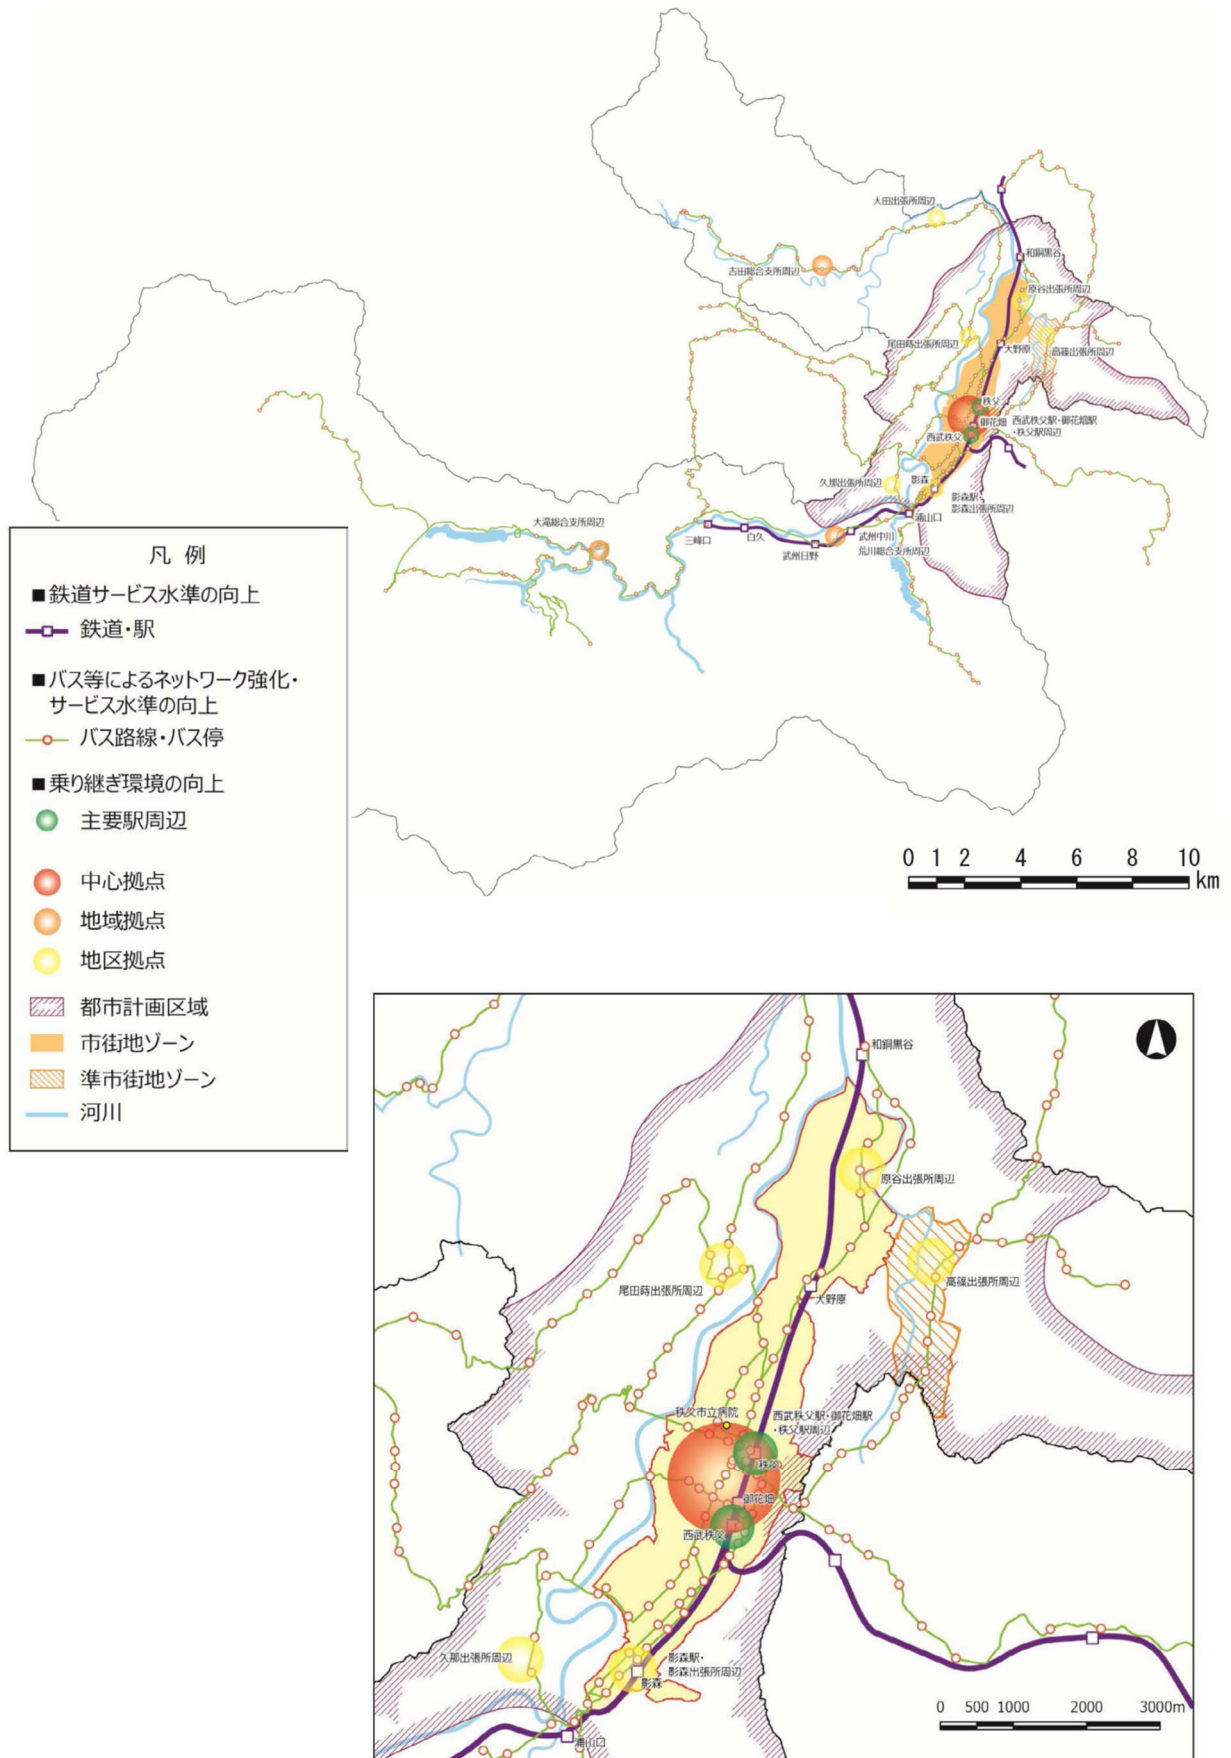 大田出張所周辺
和銅黒谷
吉田総合支所周辺
原谷出張所周辺
尾田蒔出張所周辺
大野原
高篠出張所周辺
秩父
御花畑
西武秩父駅・御花畑駅
・秩父駅周辺
西武秩父
久那出張所周辺
影森
影森駅・
影森出張所周辺
浦山口
大滝総合支所周辺
三峰口
白久
武州日野
武州中川
荒川総合支所周辺
凡 例
■鉄道サービス水準の向上
鉄道・駅
■バス等によるネットワーク強化・
サービス水準の向上
バス路線・バス停
■乗り継ぎ環境の向上
主要駅周辺
中心拠点
地域拠点
地区拠点
都市計画区域
市街地ゾーン
準市街地ゾーン
河川
0 1 2 4 6 8 10
km
和銅黒谷
原谷出張所周辺
尾田蒔出張所周辺
高篠出張所周辺
大野原
秩父市立病院
西武秩父駅・御花畑駅
・秩父駅周辺
秩父
御花畑
西武秩父
久那出張所周辺
影森駅・
影森出張所周辺
影森
浦山口
0 500 1000 2000 3000m